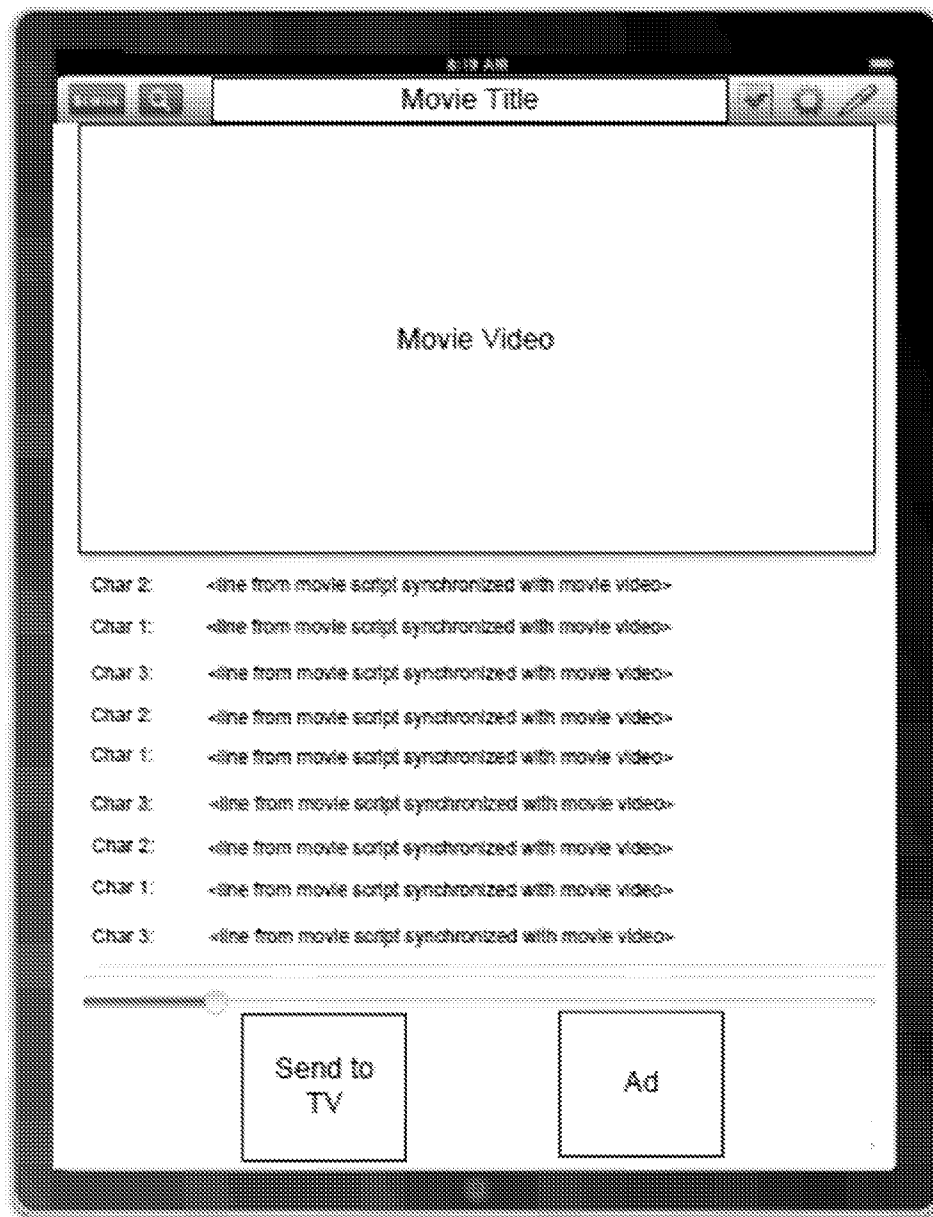 8:19 AM
Movie Title
Movie Video
Char 2: <line from movie script synchronized with movie video>
Char 1: <line from movie script synchronized with movie video>
Char 3: <line from movie script synchronized with movie video>
Char 2: <line from movie script synchronized with movie video>
Char 1: <line from movie script synchronized with movie video>
Char 3: <line from movie script synchronized with movie video>
Char 2: <line from movie script synchronized with movie video>
Char 1: <line from movie script synchronized with movie video>
Char 3: <line from movie script synchronized with movie video>
Send to
TV
Ad